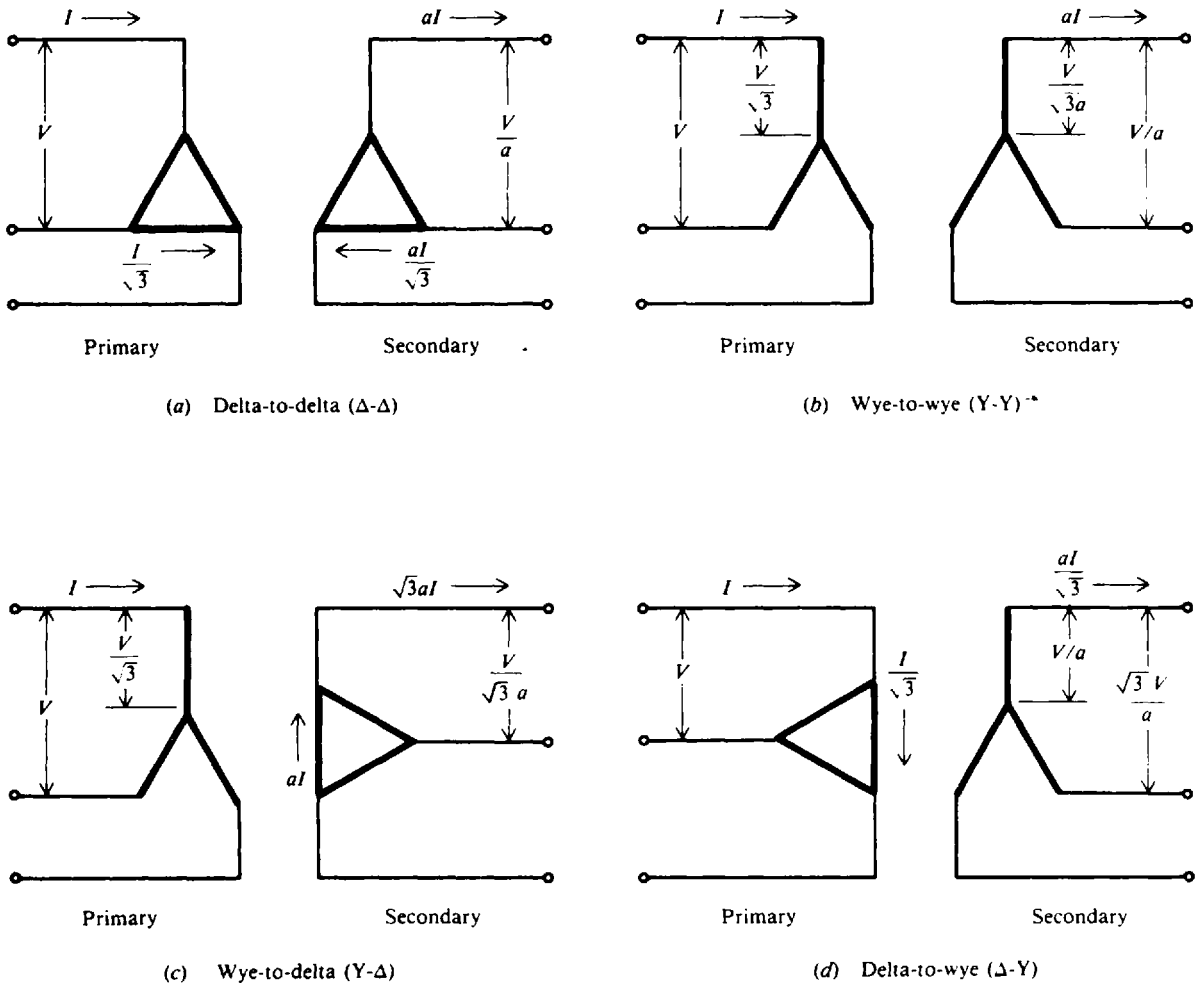 I → aI →
V
V/a
I/√3 → ← aI/√3
Primary Secondary
(a) Delta-to-delta (Δ-Δ)
I → aI →
V
V/√3
V/√3a
V/a
Primary Secondary
(b) Wye-to-wye (Y-Y)
I → √3aI →
V
V/√3
aI
V/√3 a
Primary Secondary
(c) Wye-to-delta (Y-Δ)
I → aI/√3 →
V
I/√3
V/a
√3 V/a
Primary Secondary
(d) Delta-to-wye (Δ-Y)